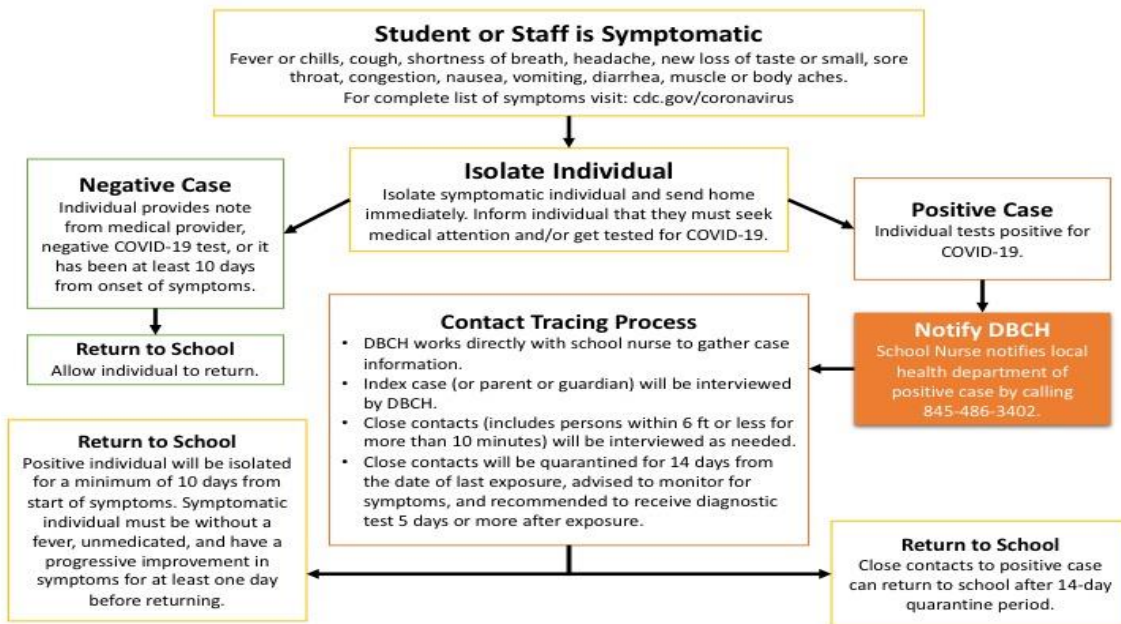 Student or Staff is Symptomatic
Fever or chills, cough, shortness of breath, headache, new loss of taste or small, sore
throat, congestion, nausea, vomiting, diarrhea, muscle or body aches.
For complete list of symptoms visit: cdc.gov/coronavirus
Isolate Individual
Isolate symptomatic individual and send home
immediately. Inform individual that they must seek
medical attention and/or get tested for COVID-19.
Negative Case
Individual provides note
from medical provider,
negative COVID-19 test, or it
has been at least 10 days
from onset of symptoms.
Return to School
Allow individual to return.
Positive Case
Individual tests positive for
COVID-19.
Notify DBCH
School Nurse notifies local
health department of
positive case by calling
845-486-3402.
Contact Tracing Process
• DBCH works directly with school nurse to gather case
information.
• Index case (or parent or guardian) will be interviewed
by DBCH.
• Close contacts (includes persons within 6 ft or less for
more than 10 minutes) will be interviewed as needed.
• Close contacts will be quarantined for 14 days from
the date of last exposure, advised to monitor for
symptoms, and recommended to receive diagnostic
test 5 days or more after exposure.
Return to School
Positive individual will be isolated
for a minimum of 10 days from
start of symptoms. Symptomatic
individual must be without a
fever, unmedicated, and have a
progressive improvement in
symptoms for at least one day
before returning.
Return to School
Close contacts to positive case
can return to school after 14-day
quarantine period.